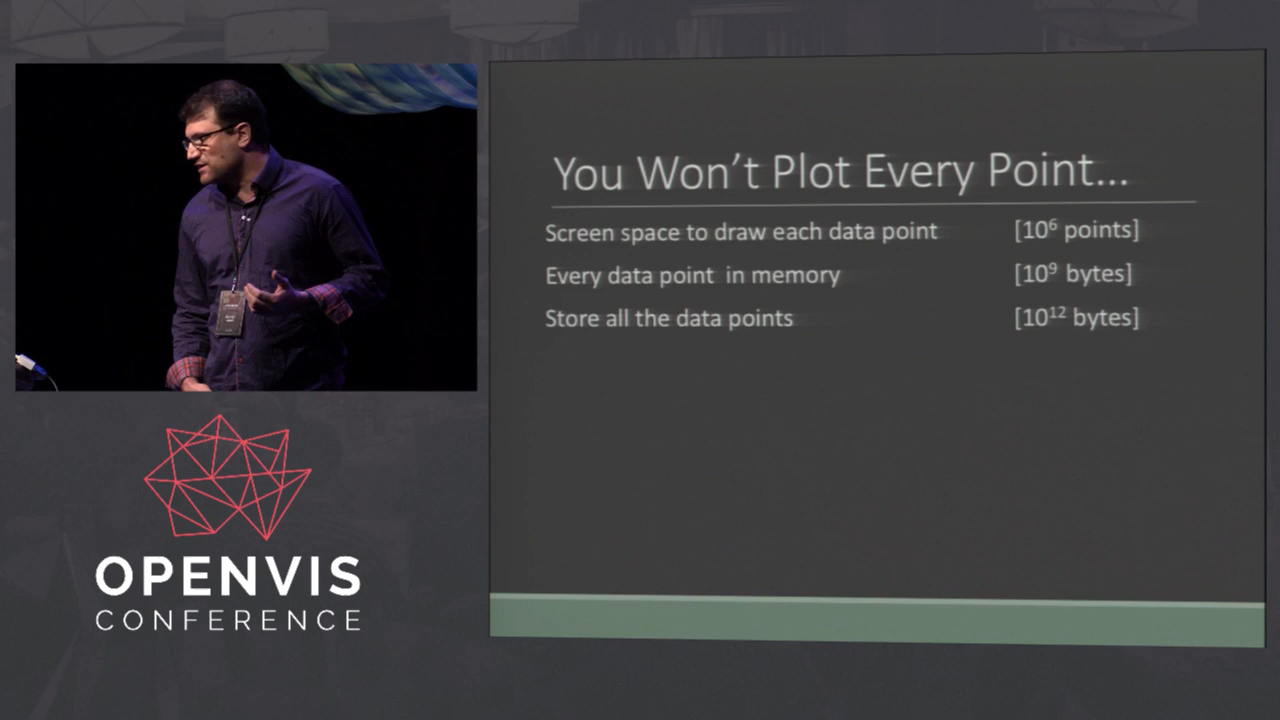 You Won't Plot Every Point...
Screen space to draw each data point [10⁶ points]
Every data point in memory [10⁹ bytes]
Store all the data points [10¹² bytes]
OPENVIS
CONFERENCE